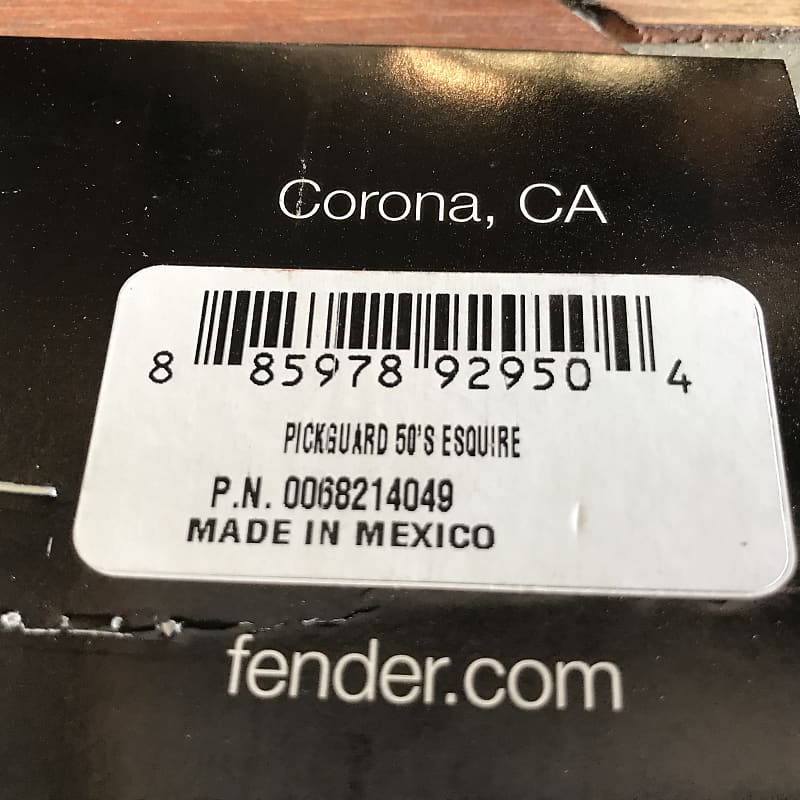 Corona, CA
8 85978 92950 4
PICKGUARD 50'S ESQUIRE
P.N. 0068214049
MADE IN MEXICO
fender.com